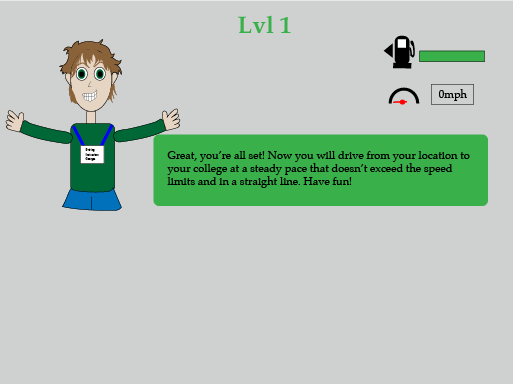 Lvl 1
0mph
Great, you're all set! Now you will drive from your location to
your college at a steady pace that doesn't exceed the speed
limits and in a straight line. Have fun!